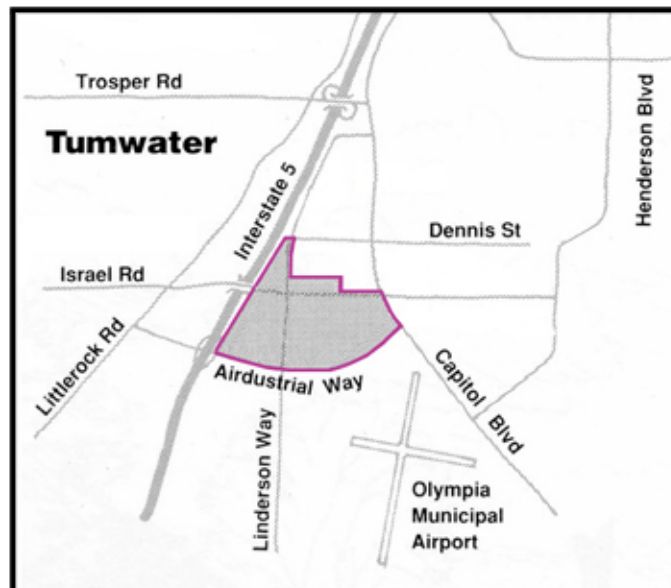 Trosper Rd
Tumwater
Henderson Blvd
Interstate 5
Dennis St
Israel Rd
Littlerock Rd
Airdustrial Way
Capitol Blvd
Linderson Way
Olympia
Municipal
Airport